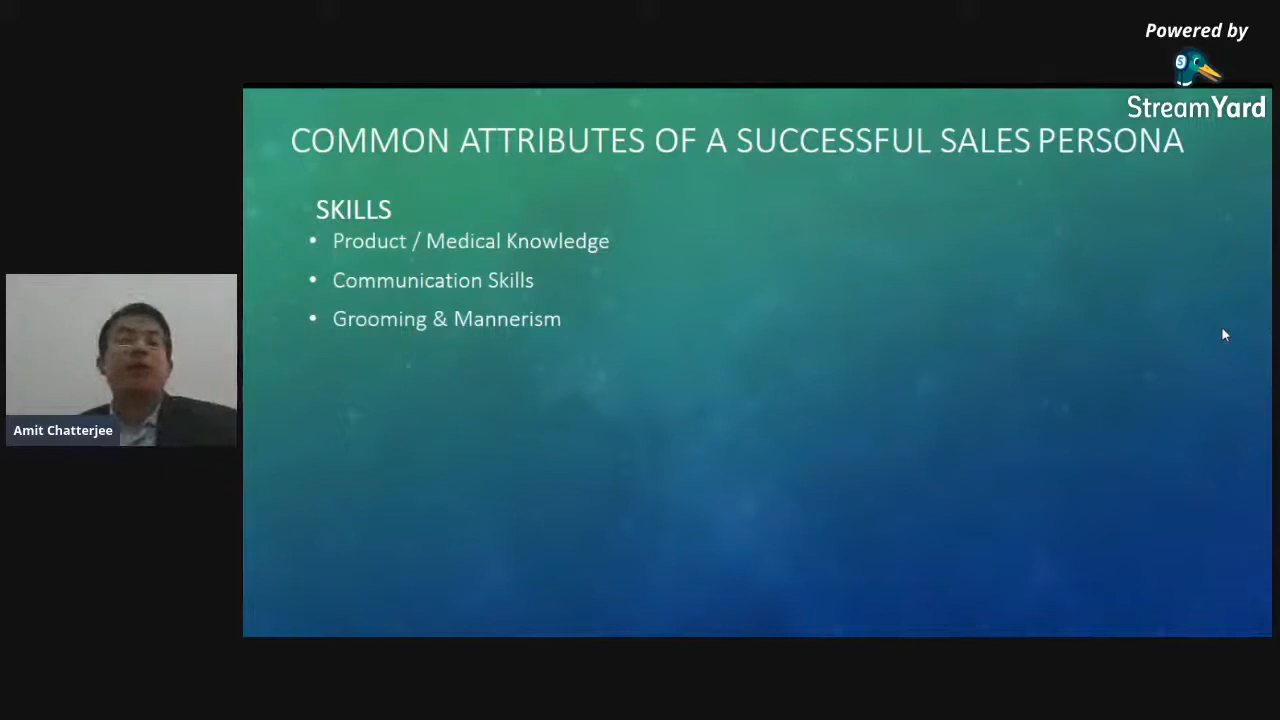 Powered by
StreamYard
COMMON ATTRIBUTES OF A SUCCESSFUL SALES PERSONA
SKILLS
• Product / Medical Knowledge
• Communication Skills
• Grooming & Mannerism
Amit Chatterjee